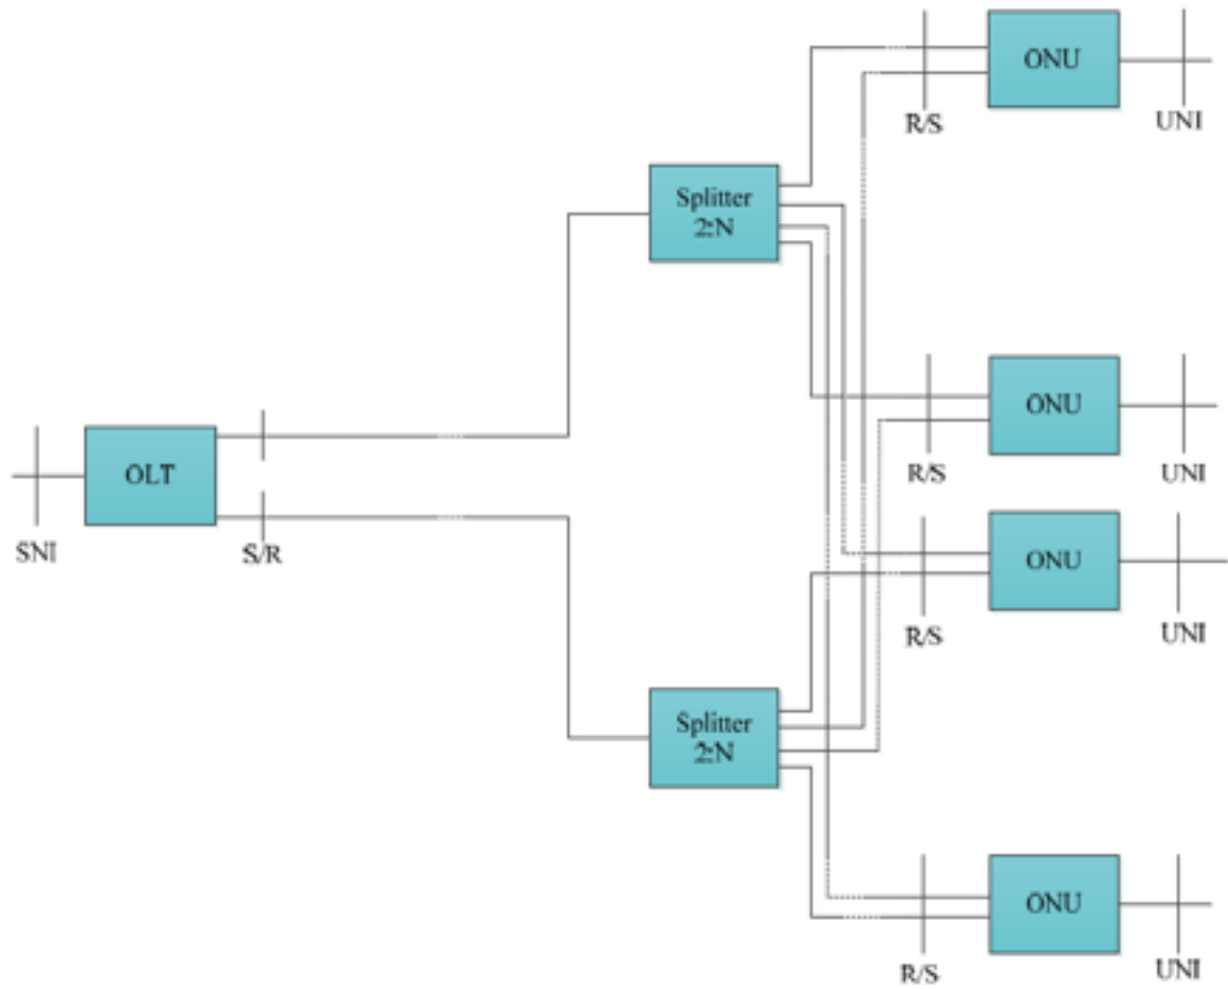 ONU
R/S
UNI
Splitter
2:N
ONU
R/S
UNI
OLT
SNI
S/R
ONU
R/S
UNI
Splitter
2:N
ONU
R/S
UNI